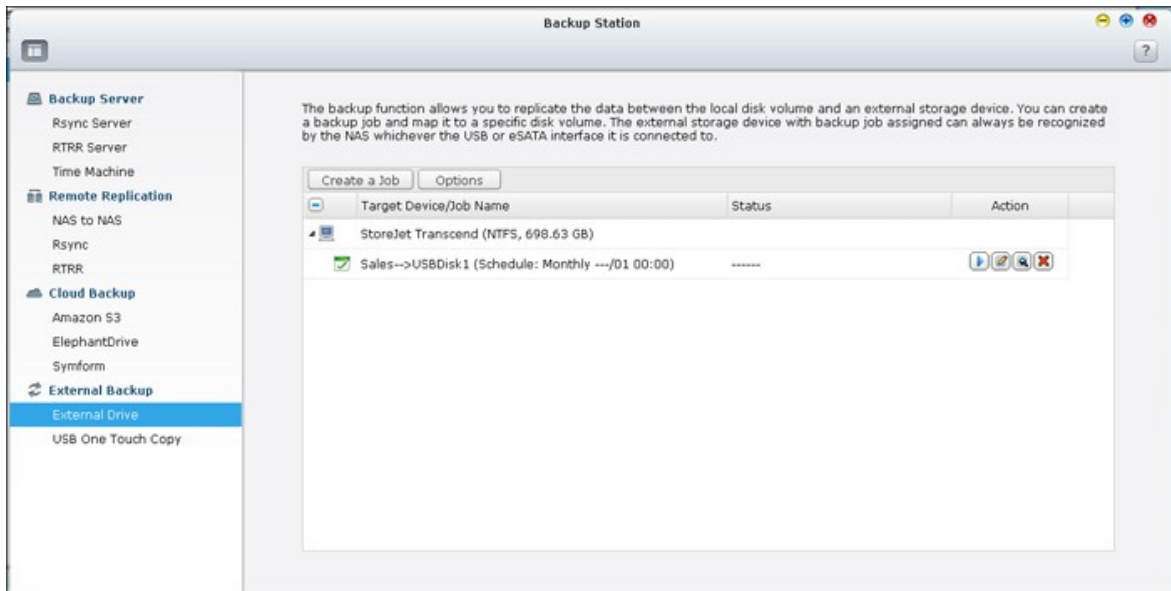 Backup Station
?
Backup Server
Rsync Server
RTRR Server
Time Machine
Remote Replication
NAS to NAS
Rsync
RTRR
Cloud Backup
Amazon S3
ElephantDrive
Symform
External Backup
External Drive
USB One Touch Copy
The backup function allows you to replicate the data between the local disk volume and an external storage device. You can create
a backup job and map it to a specific disk volume. The external storage device with backup job assigned can always be recognized
by the NAS whichever the USB or eSATA interface it is connected to.
Create a Job Options
Target Device/Job Name Status Action
StoreJet Transcend (NTFS, 698.63 GB)
Sales-->USBDisk1 (Schedule: Monthly ---/01 00:00) ------